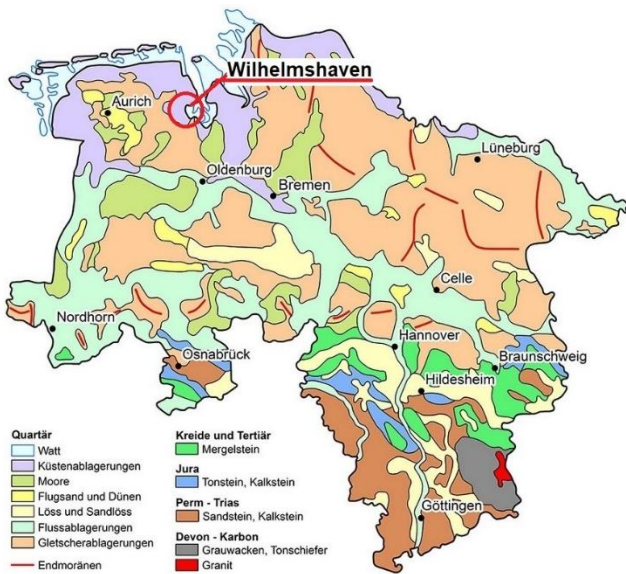 Wilhelmshaven
Aurich
Lüneburg
Oldenburg
Bremen
Celle
Nordhorn
Hannover
Osnabrück
Braunschweig
Hildesheim
Göttingen
Quartär
Watt
Küstenablagerungen
Moore
Flugsand und Dünen
Löss und Sandlöss
Flussablagerungen
Gletscherablagerungen
Endmoränen
Kreide und Tertiär
Mergelstein
Jura
Tonstein, Kalkstein
Perm - Trias
Sandstein, Kalkstein
Devon - Karbon
Grauwacken, Tonschiefer
Granit